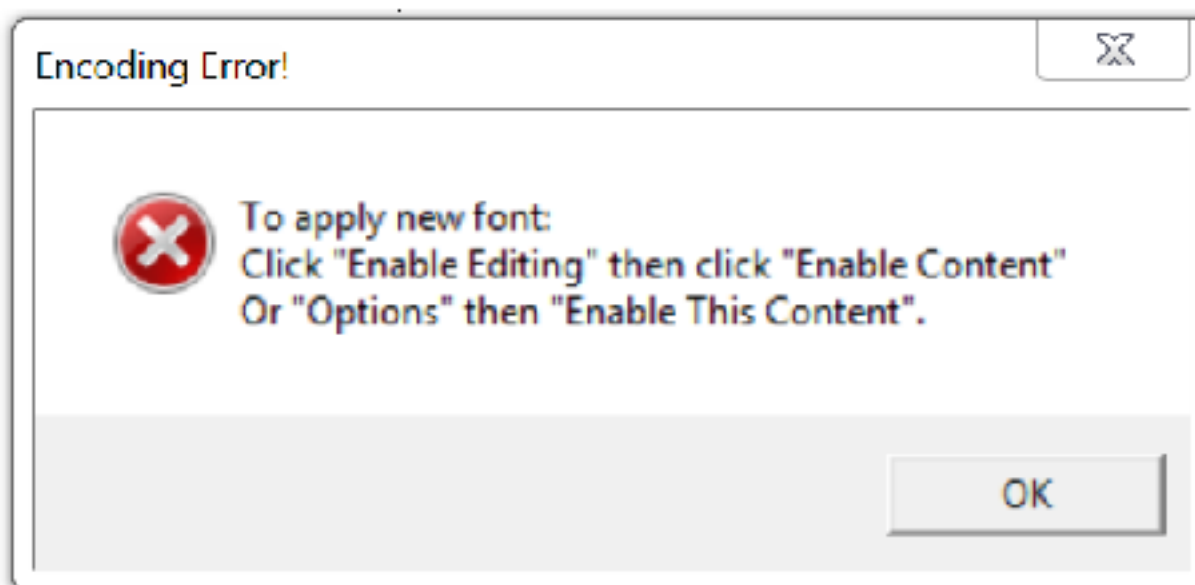 Encoding Error!
To apply new font:
Click "Enable Editing" then click "Enable Content"
Or "Options" then "Enable This Content".
OK